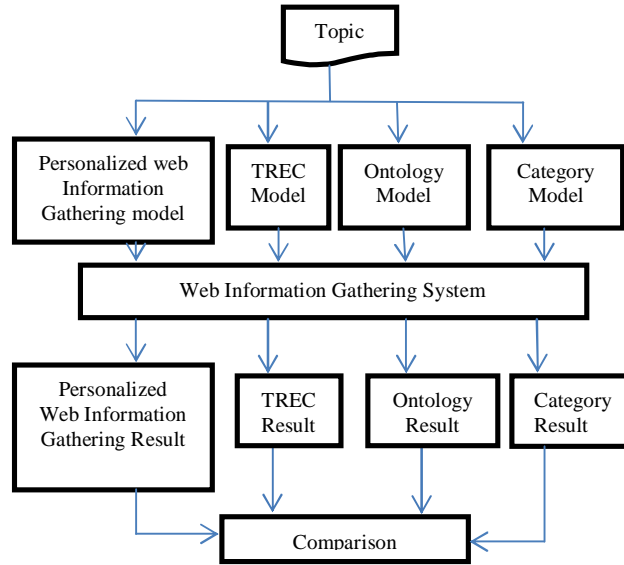 Topic
Personalized web
Information
Gathering model
TREC
Model
Ontology
Model
Category
Model
Web Information Gathering System
Personalized
Web Information
Gathering Result
TREC
Result
Ontology
Result
Category
Result
Comparison